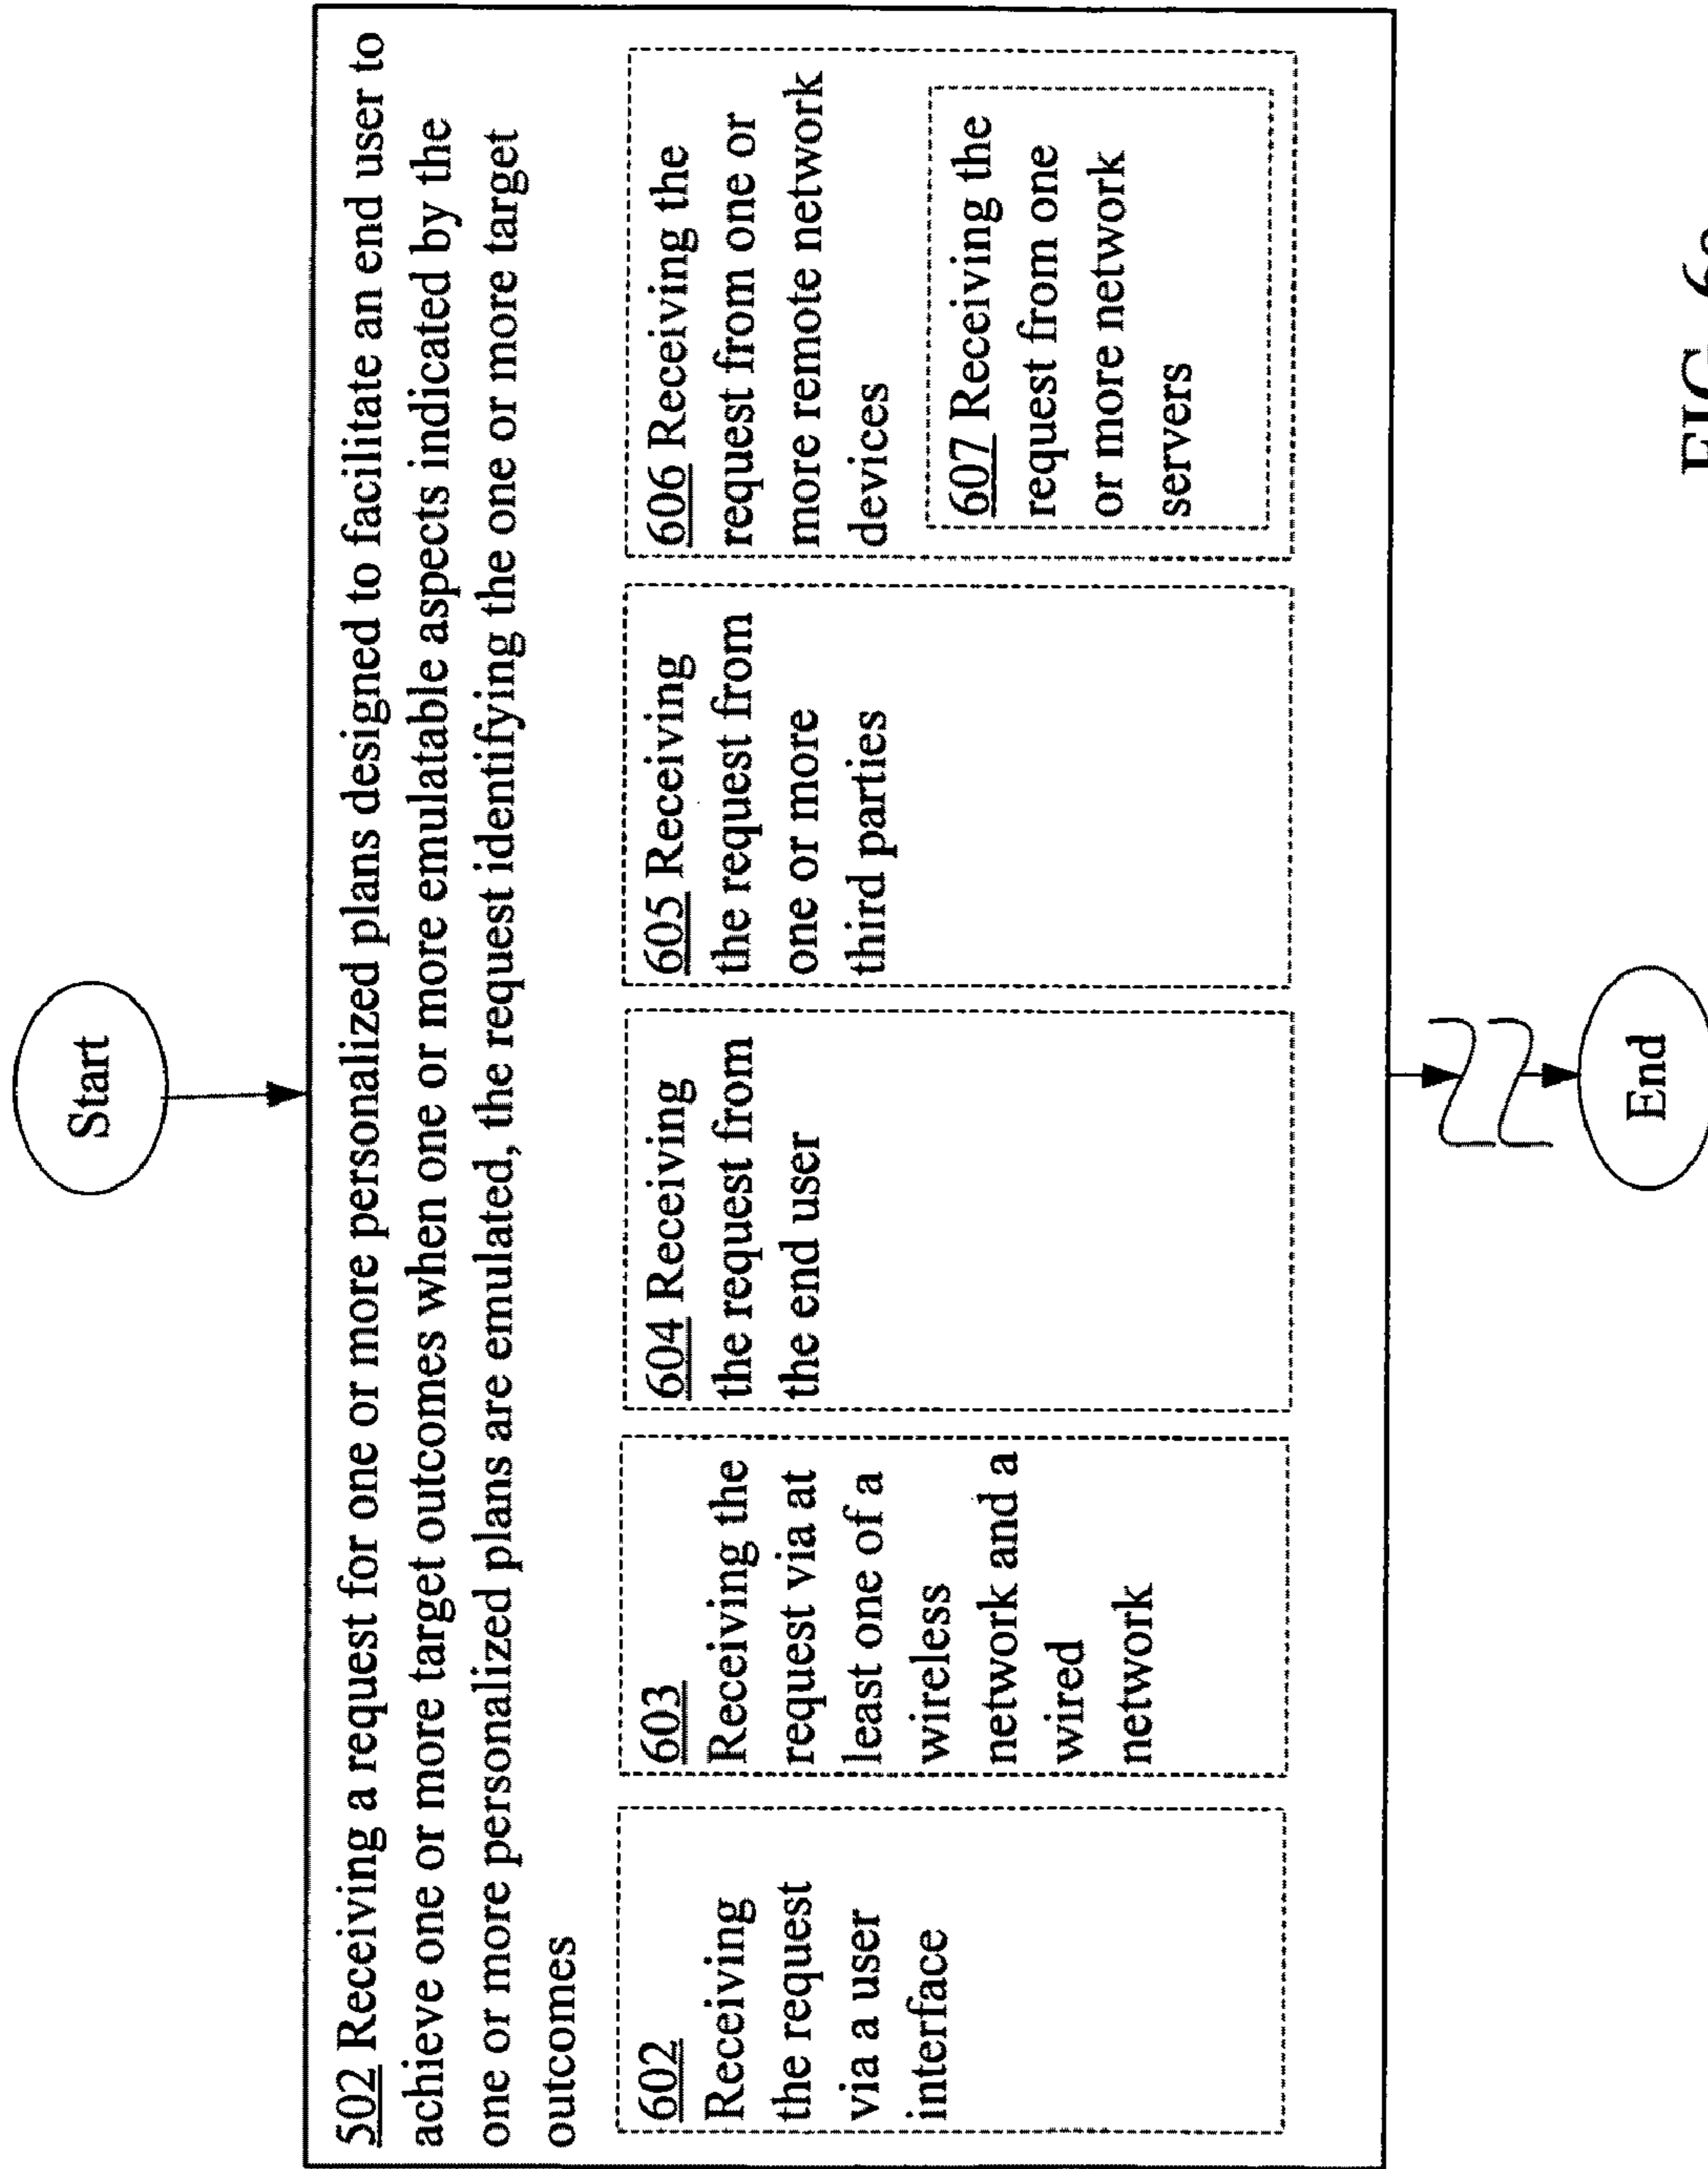 Start
502 Receiving a request for one or more personalized plans designed to facilitate an end user to
achieve one or more target outcomes when one or more emulatable aspects indicated by the
one or more personalized plans are emulated, the request identifying the one or more target
outcomes
602
Receiving
the request
via a user
interface
603
Receiving the
request via at
least one of a
wireless
network and a
wired
network
604 Receiving
the request from
the end user
605 Receiving
the request from
one or more
third parties
606 Receiving the
request from one or
more remote network
devices
607 Receiving the
request from one
or more network
servers
End